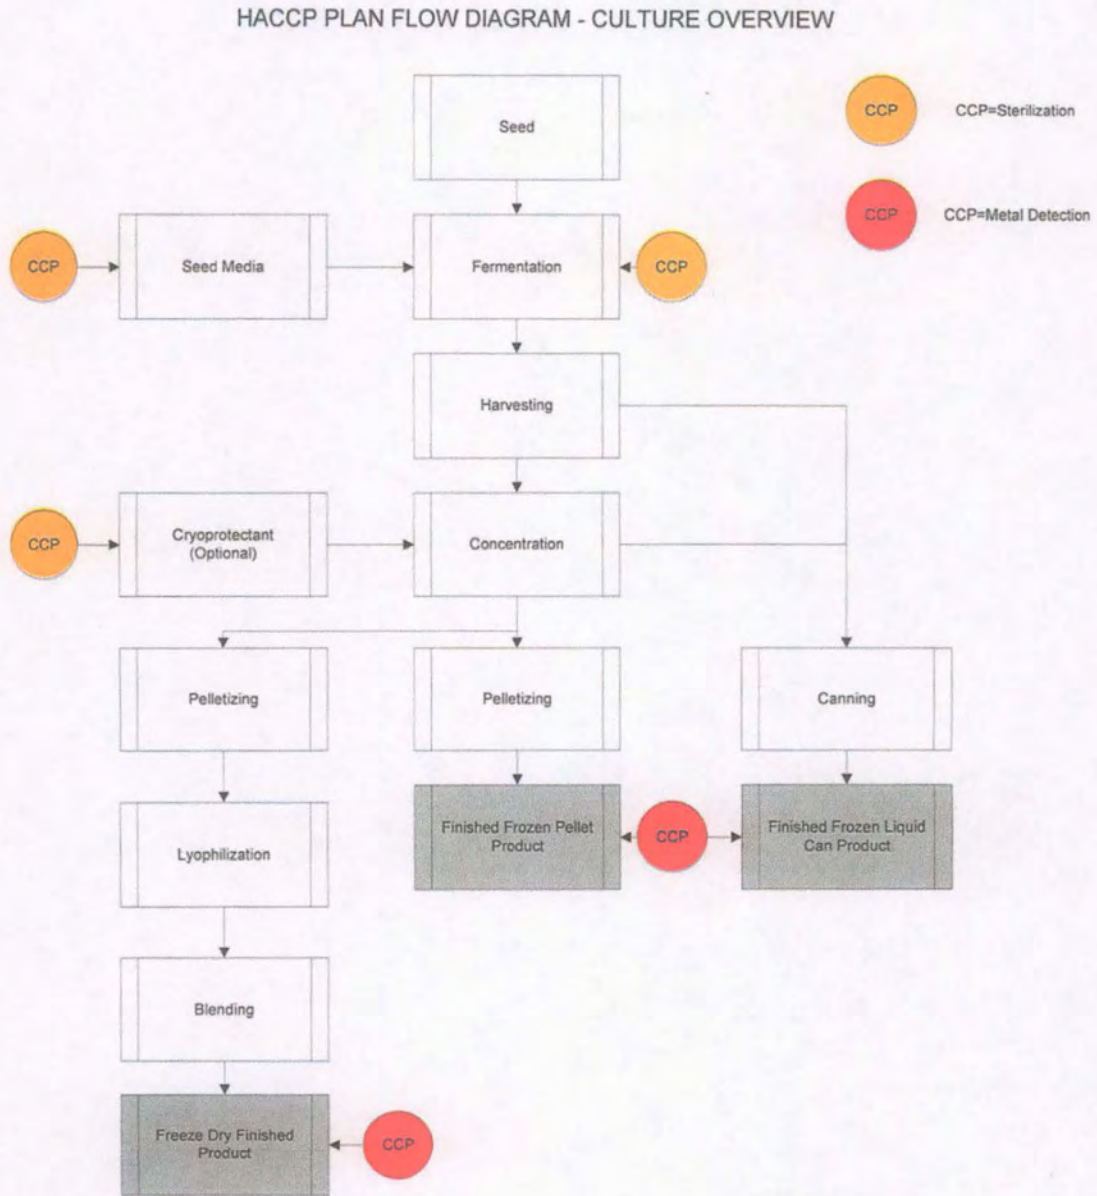 HACCP PLAN FLOW DIAGRAM - CULTURE OVERVIEW
Seed
CCP
CCP=Sterilization
CCP
CCP=Metal Detection
CCP
Seed Media
Fermentation
CCP
Harvesting
CCP
Cryoprotectant
(Optional)
Concentration
Pelletizing
Pelletizing
Canning
Lyophilization
Finished Frozen Pellet
Product
CCP
Finished Frozen Liquid
Can Product
Blending
Freeze Dry Finished
Product
CCP